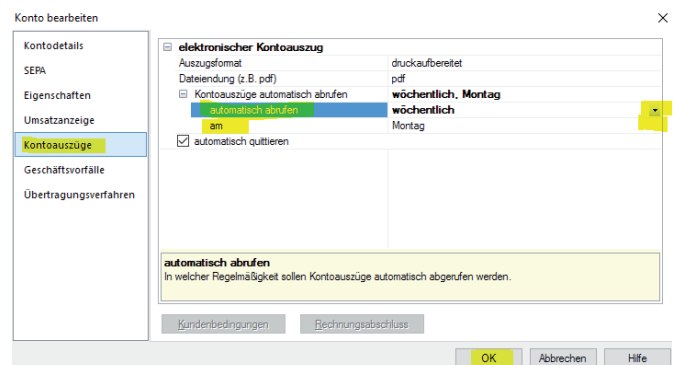 Konto bearbeiten
Kontodetails
SEPA
Eigenschaften
Umsatzanzeige
Kontoauszüge
Geschäftsvorfälle
Übertragungsverfahren
elektronischer Kontoauszug
Auszugsformat druckaufbereitet
Dateiendung (z.B. pdf) pdf
Kontoauszüge automatisch abrufen wöchentlich, Montag
automatisch abrufen wöchentlich
am Montag
automatisch quittieren
automatisch abrufen
In welcher Regelmäßigkeit sollen Kontoauszüge automatisch abgerufen werden.
Kundenbedingungen Rechnungsabschluss
OK Abbrechen Hilfe